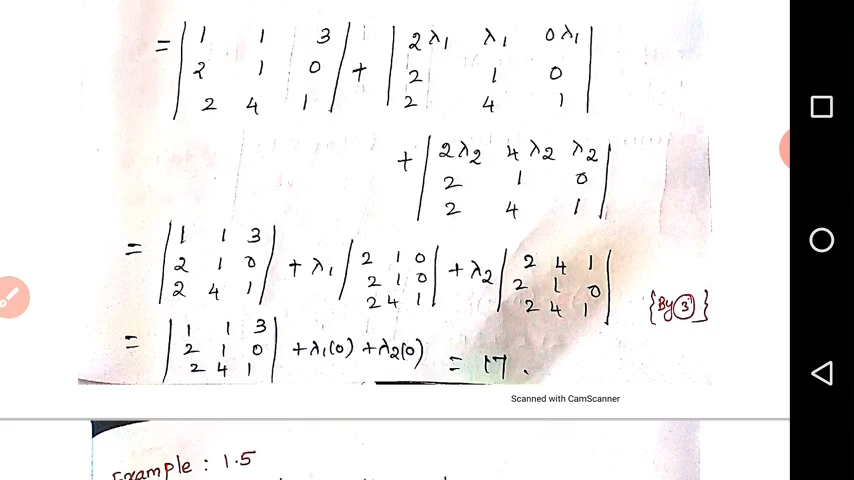 = | 1 1 3 | + | 2λ1 λ1 0λ1 |
| 2 1 0 | | 2 1 0 |
| 2 4 1 | | 2 4 1 |
+ | 2λ2 4λ2 λ2 |
| 2 1 0 |
| 2 4 1 |
= | 1 1 3 | + λ1 | 2 1 0 | + λ2 | 2 4 1 |
| 2 1 0 | | 2 1 0 | | 2 1 0 |
| 2 4 1 | | 2 4 1 | | 2 4 1 | {By ③}
= | 1 1 3 |
| 2 1 0 | + λ1(0) + λ2(0) = 17.
| 2 4 1 |
Scanned with CamScanner
Example : 1.5